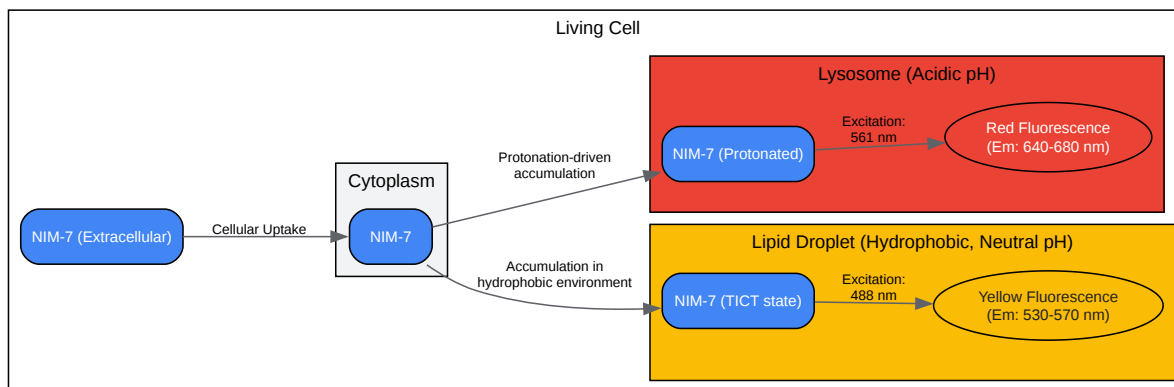 Living Cell
Lysosome (Acidic pH)
Excitation:
561 nm
Red Fluorescence
(Em: 640-680 nm)
NIM-7 (Protonated)
Protonation-driven
accumulation
Cytoplasm
NIM-7 (Extracellular)
Cellular Uptake
NIM-7
Lipid Droplet (Hydrophobic, Neutral pH)
Accumulation in
hydrophobic environment
Excitation:
488 nm
NIM-7 (TICT state)
Yellow Fluorescence
(Em: 530-570 nm)